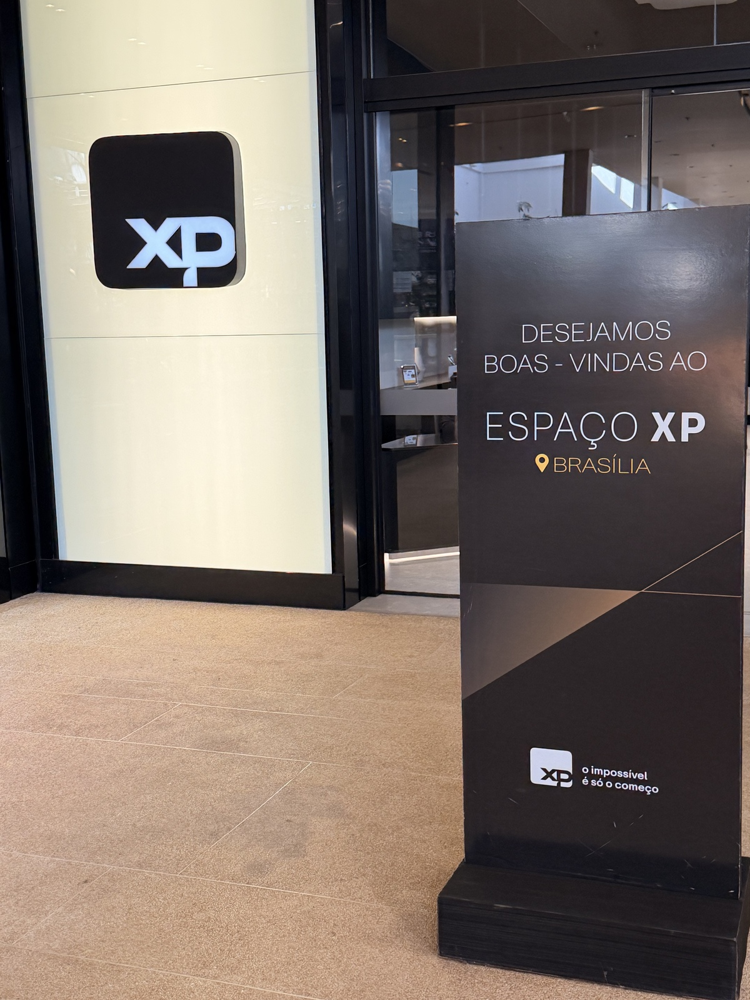 XP
DESEJAMOS
BOAS - VINDAS AO
ESPAÇO XP
BRASÍLIA
XP
o impossível
é só o começo